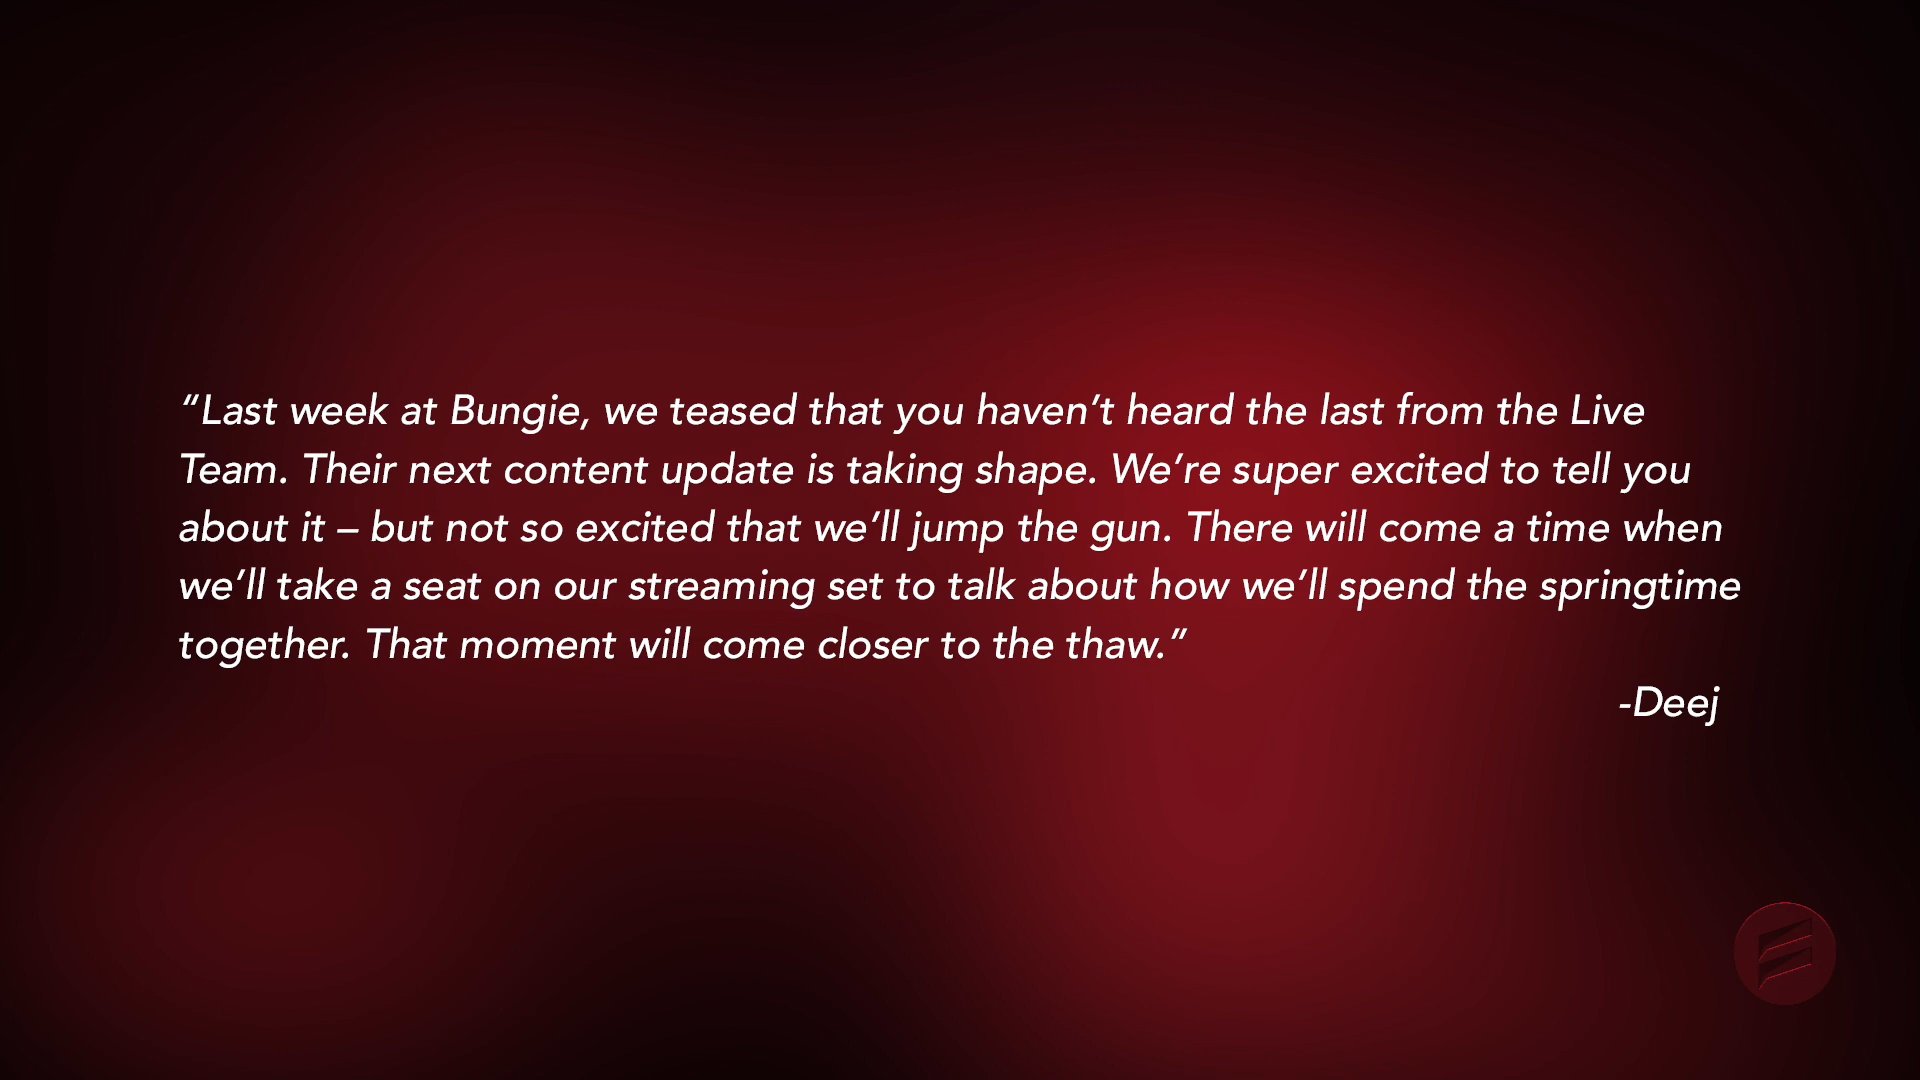 “Last week at Bungie, we teased that you haven’t heard the last from the Live
Team. Their next content update is taking shape. We’re super excited to tell you
about it – but not so excited that we’ll jump the gun. There will come a time when
we’ll take a seat on our streaming set to talk about how we’ll spend the springtime
together. That moment will come closer to the thaw.”
-Deej